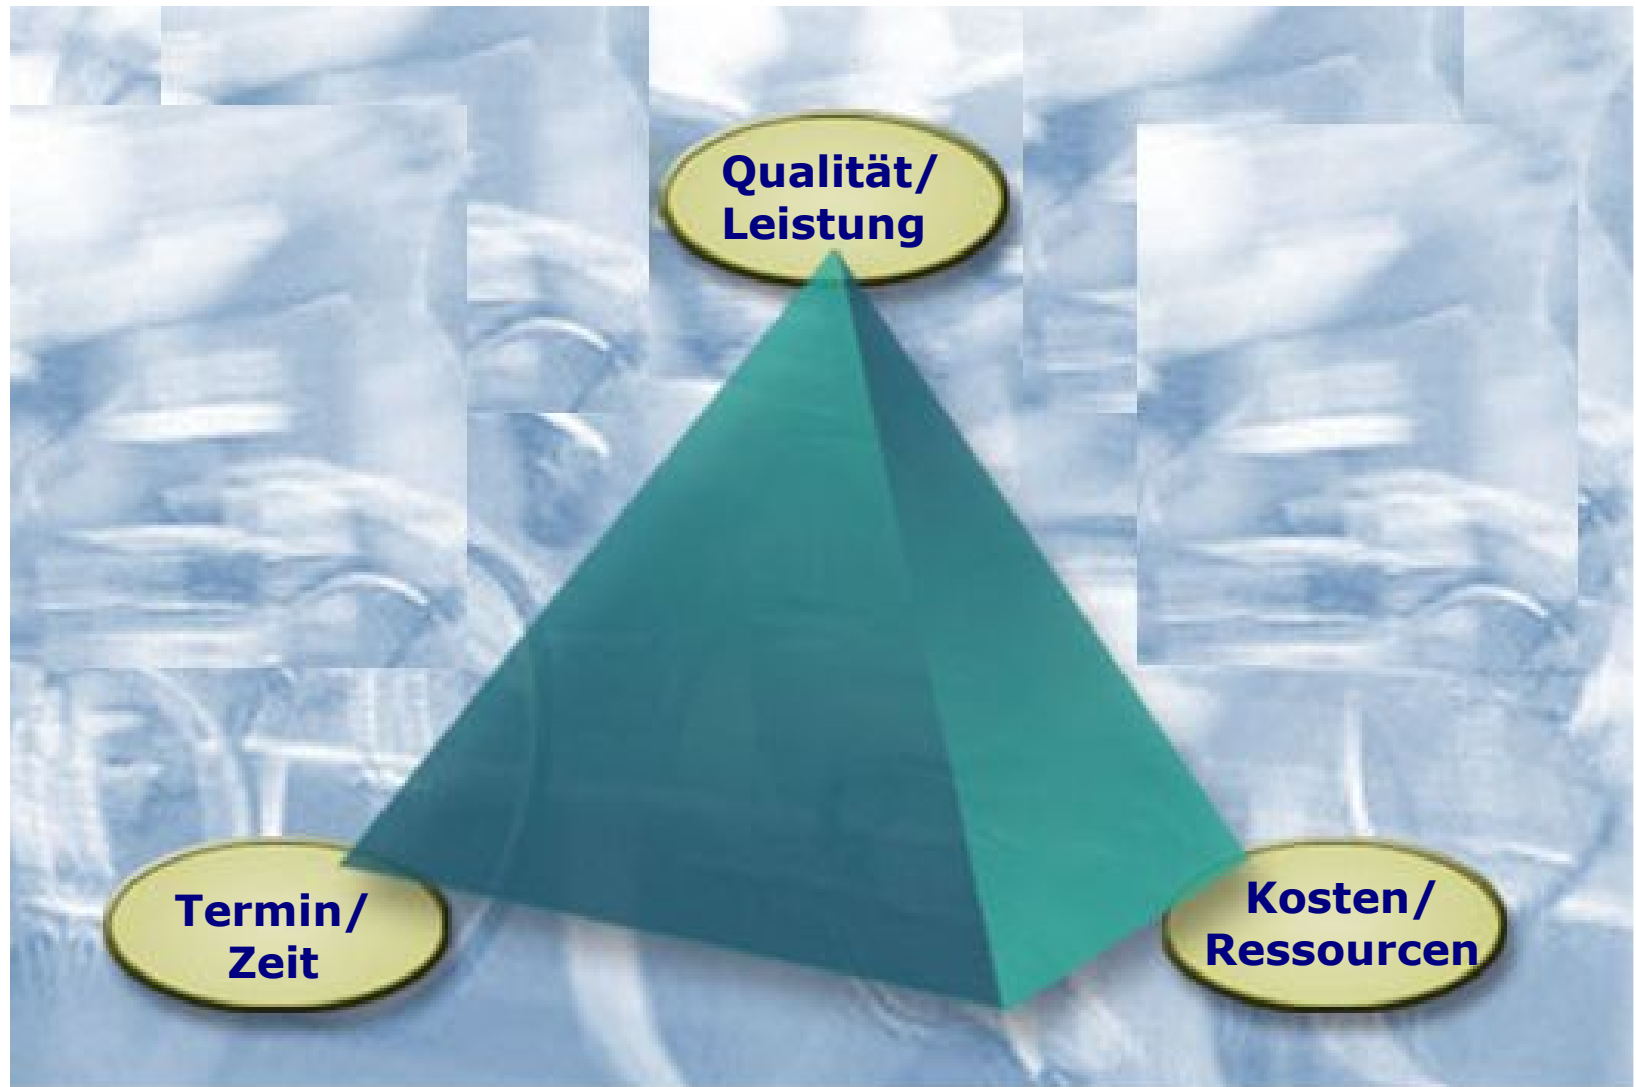 Qualität/
Leistung
Termin/
Zeit
Kosten/
Ressourcen